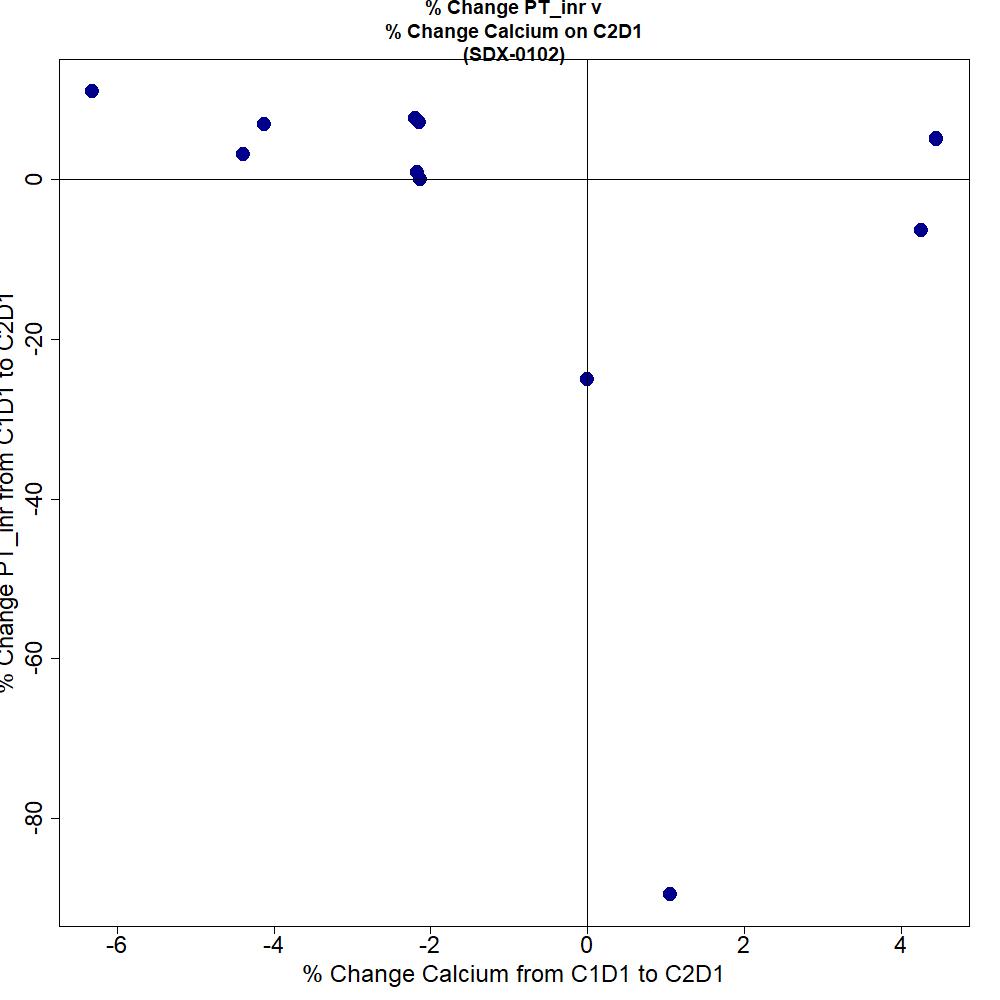 % Change PT_inr v
% Change Calcium on C2D1
(SDX-0102)
% Change PT_inr from C1D1 to C2D1
0
-20
-40
-60
-80
-6
-4
-2
0
2
4
% Change Calcium from C1D1 to C2D1